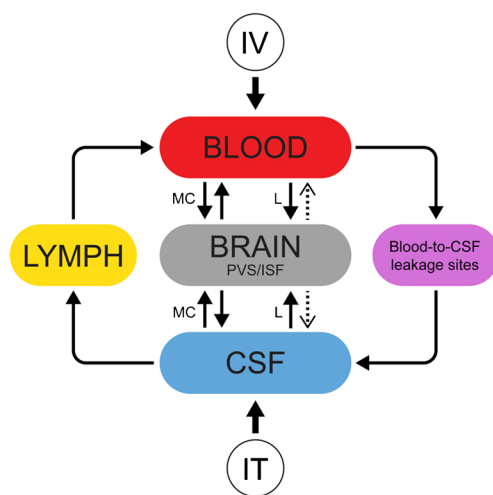 IV
BLOOD
MC
L
LYMPH
BRAIN
PVS/ISF
Blood-to-CSF
leakage sites
MC
L
CSF
IT